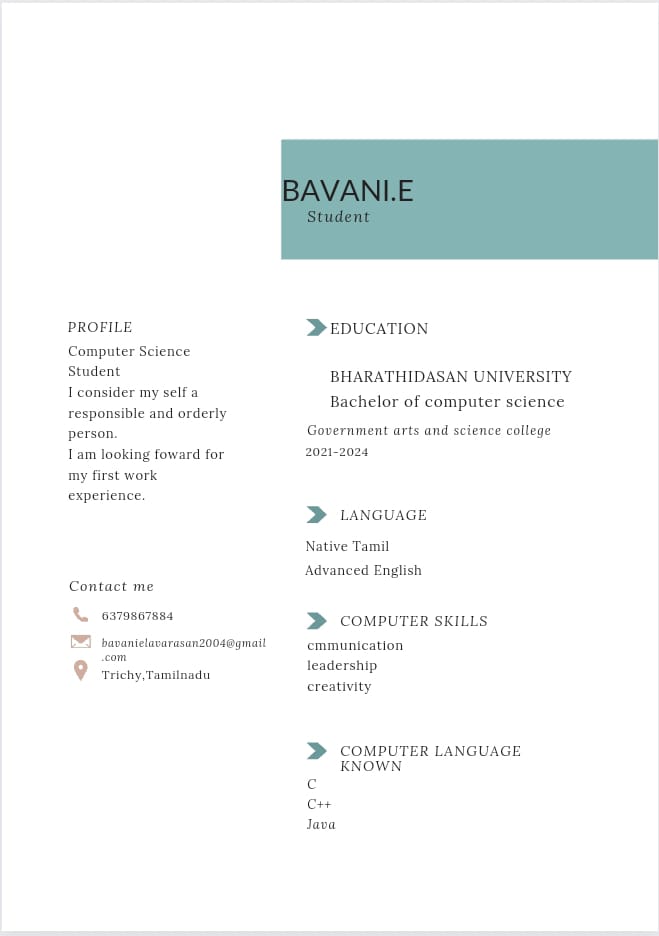 BAVANI.E
Student
PROFILE
Computer Science
Student
I consider my self a
responsible and orderly
person.
I am looking foward for
my first work
experience.
Contact me
6379867884
bavanielavarasan2004@gmail
.com
Trichy,Tamilnadu
EDUCATION
BHARATHIDASAN UNIVERSITY
Bachelor of computer science
Government arts and science college
2021-2024
LANGUAGE
Native Tamil
Advanced English
COMPUTER SKILLS
cmmunication
leadership
creativity
COMPUTER LANGUAGE
KNOWN
C
C++
Java